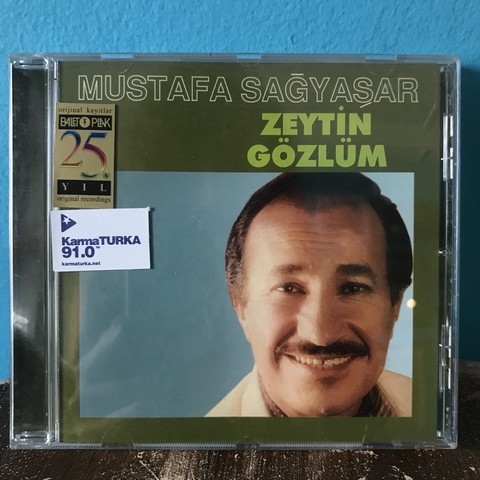 MUSTAFA SAĞYAŞAR
ZEYTİN
GÖZLÜM
orijinal kayıtlar
BALET PLAK
25.
YIL
original recordings
KarmaTURKA
91.0
karmaturka.net